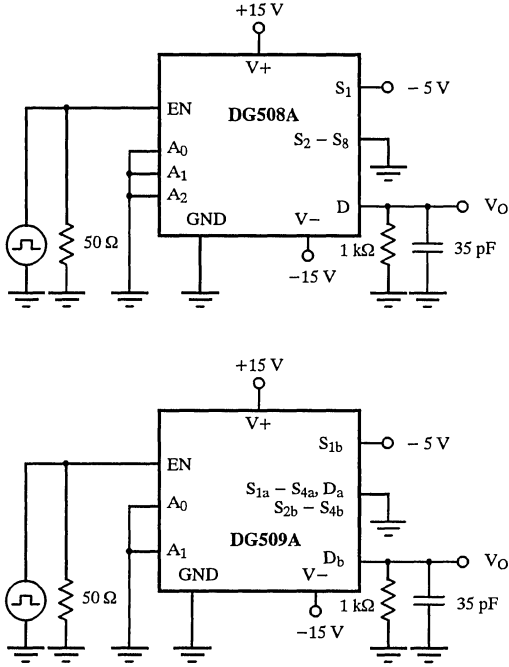 +15 V
V+
EN
DG508A
S1
− 5 V
A0
A1
A2
S2 − S8
GND
V−
D
VO
50 Ω
−15 V
1 kΩ
35 pF
+15 V
V+
EN
S1b
− 5 V
A0
S1a − S4a, Da
S2b − S4b
DG509A
A1
Db
VO
GND
V−
50 Ω
−15 V
1 kΩ
35 pF